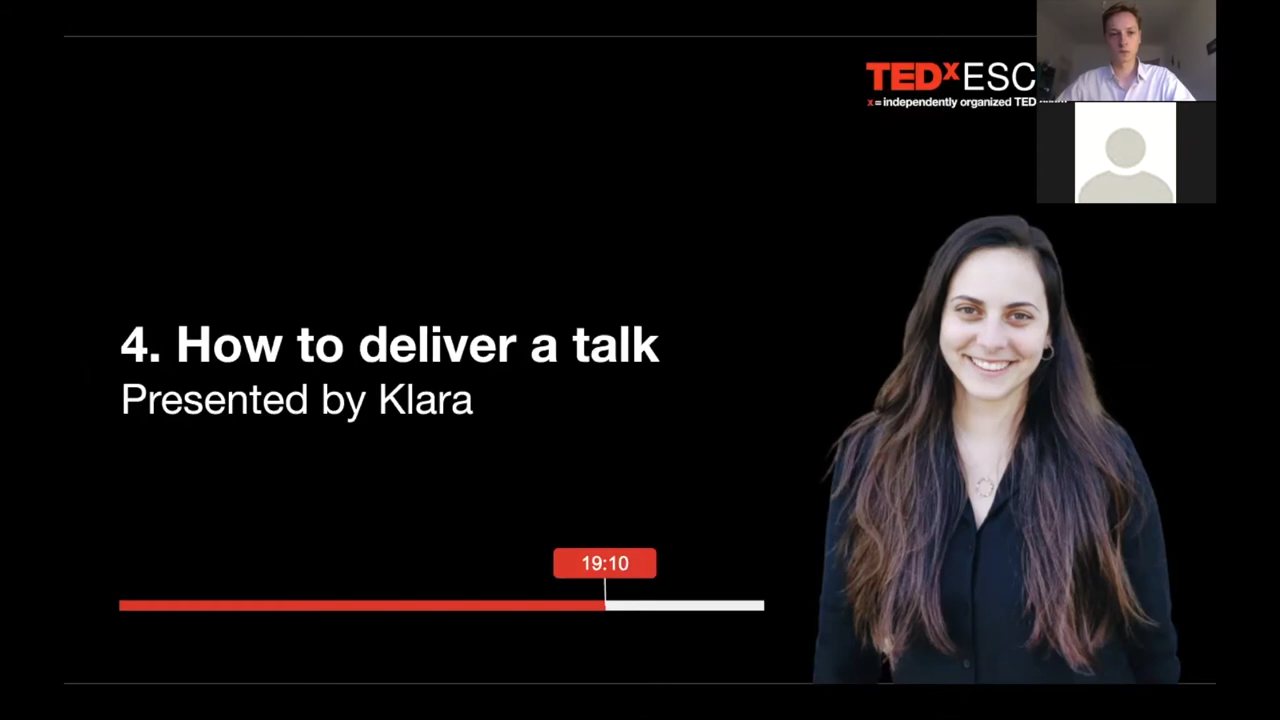 TEDxESC
x = independently organized TED
4. How to deliver a talk
Presented by Klara
19:10